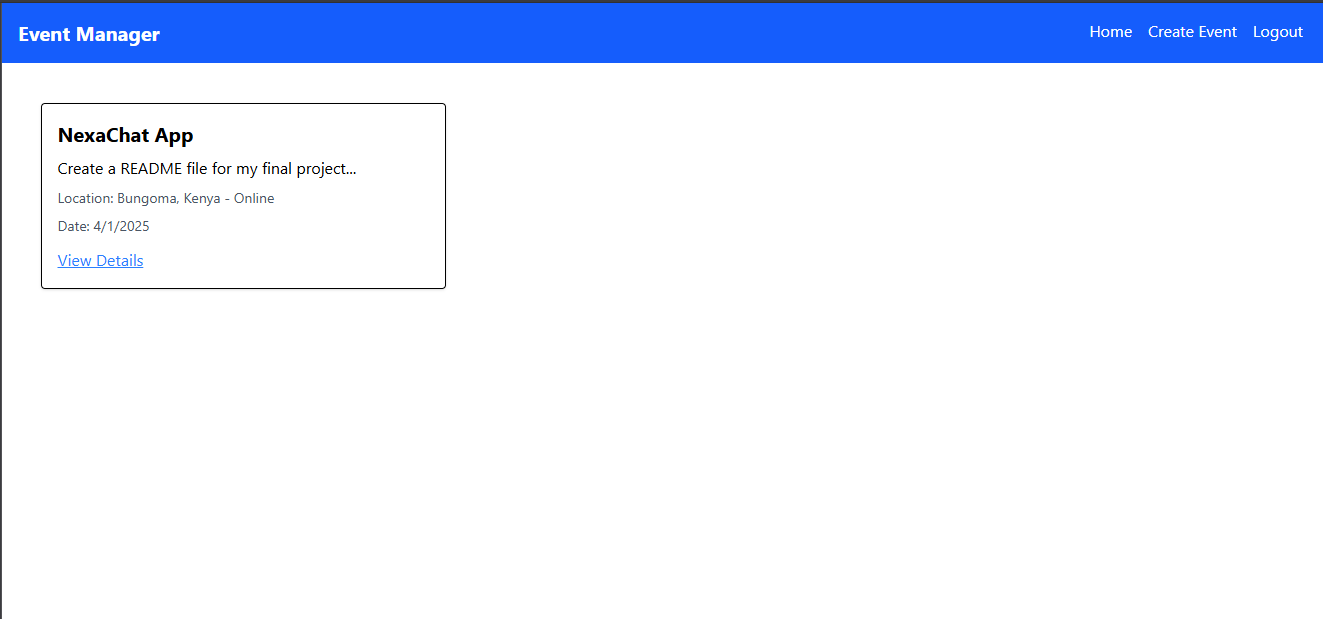 Event Manager
Home Create Event Logout
NexaChat App
Create a README file for my final project...
Location: Bungoma, Kenya - Online
Date: 4/1/2025
View Details